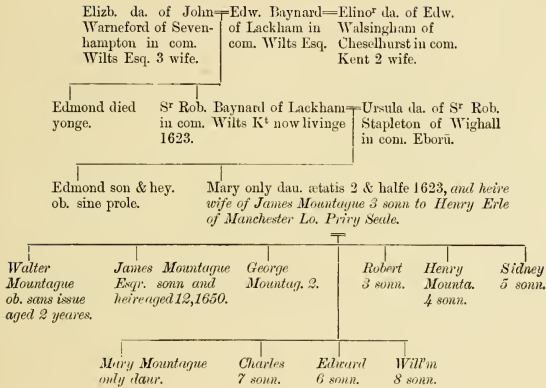 Elizb. da. of John=Edw. Baynard=Elinoʳ da. of Edw.
Warneford of Seven- of Lackham in Walsingham of
hampton in com. com. Wilts Esq. Cheselhurst in com.
Wilts Esq. 3 wife. Kent 2 wife.
Edmond died Sʳ Rob. Baynard of Lackham=Ursula da. of Sʳ Rob.
yonge. in com. Wilts Kᵗ now livinge Stapleton of Wighall
1623. in com. Eborū.
Edmond son & hey. Mary only dau. ætatis 2 & halfe 1623, and heire
ob. sine prole. wife of James Mountague 3 sonn to Henry Erle
of Manchester Lo. Privy Seale.
Walter James Mountague George Robert Henry Sidney
Mountague Esqr. sonn and Mountag. 2. 3 sonn. Mounta. 5 sonn.
ob. sans issue heire aged 12, 1650. 4 sonn.
aged 2 yeares.
Mary Mountague Charles Edward Will'm
only daur. 7 sonn. 6 sonn. 8 sonn.